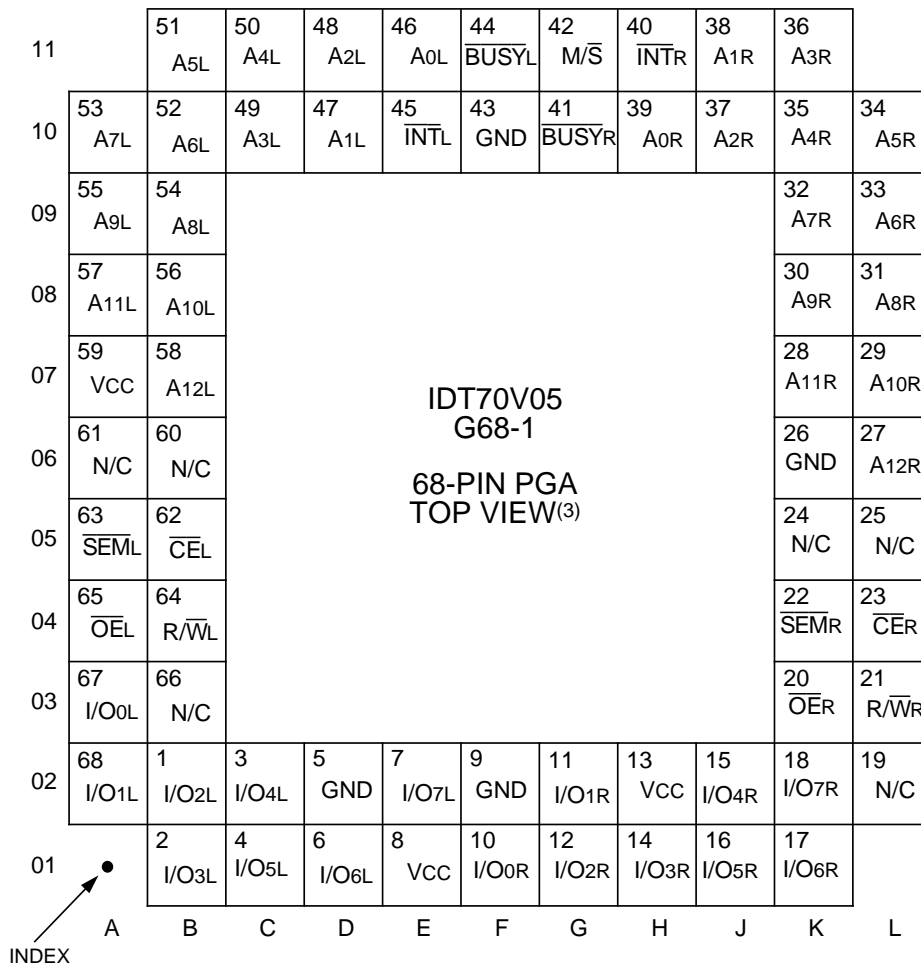 11 51 50 48 46 44 42 40 38 36
A5L A4L A2L A0L BUSYL M/S INTR A1R A3R
10 53 52 49 47 45 43 41 39 37 35 34
A7L A6L A3L A1L INTL GND BUSYR A0R A2R A4R A5R
09 55 54 32 33
A9L A8L A7R A6R
08 57 56 30 31
A11L A10L A9R A8R
07 59 58 28 29
VCC A12L A11R A10R
IDT70V05
G68-1
06 61 60 26 27
N/C N/C GND A12R
68-PIN PGA
TOP VIEW(3)
05 63 62 24 25
SEML CEL N/C N/C
04 65 64 22 23
OEL R/WL SEMR CER
03 67 66 20 21
I/O0L N/C OER R/WR
02 68 1 3 5 7 9 11 13 15 18 19
I/O1L I/O2L I/O4L GND I/O7L GND I/O1R VCC I/O4R I/O7R N/C
01 2 4 6 8 10 12 14 16 17
I/O3L I/O5L I/O6L VCC I/O0R I/O2R I/O3R I/O5R I/O6R
A B C D E F G H J K L
INDEX